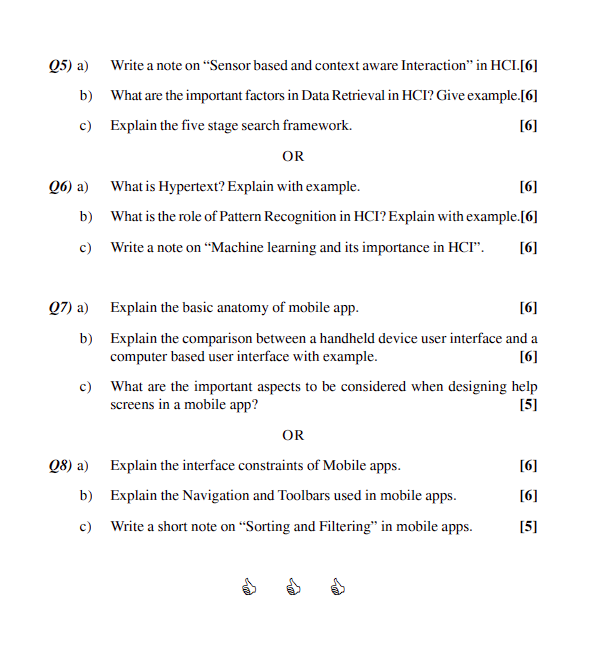 Q5) a) Write a note on “Sensor based and context aware Interaction” in HCI.[6]
b) What are the important factors in Data Retrieval in HCI? Give example.[6]
c) Explain the five stage search framework. [6]
OR
Q6) a) What is Hypertext? Explain with example. [6]
b) What is the role of Pattern Recognition in HCI? Explain with example.[6]
c) Write a note on “Machine learning and its importance in HCI”. [6]
Q7) a) Explain the basic anatomy of mobile app. [6]
b) Explain the comparison between a handheld device user interface and a
computer based user interface with example. [6]
c) What are the important aspects to be considered when designing help
screens in a mobile app? [5]
OR
Q8) a) Explain the interface constraints of Mobile apps. [6]
b) Explain the Navigation and Toolbars used in mobile apps. [6]
c) Write a short note on “Sorting and Filtering” in mobile apps. [5]